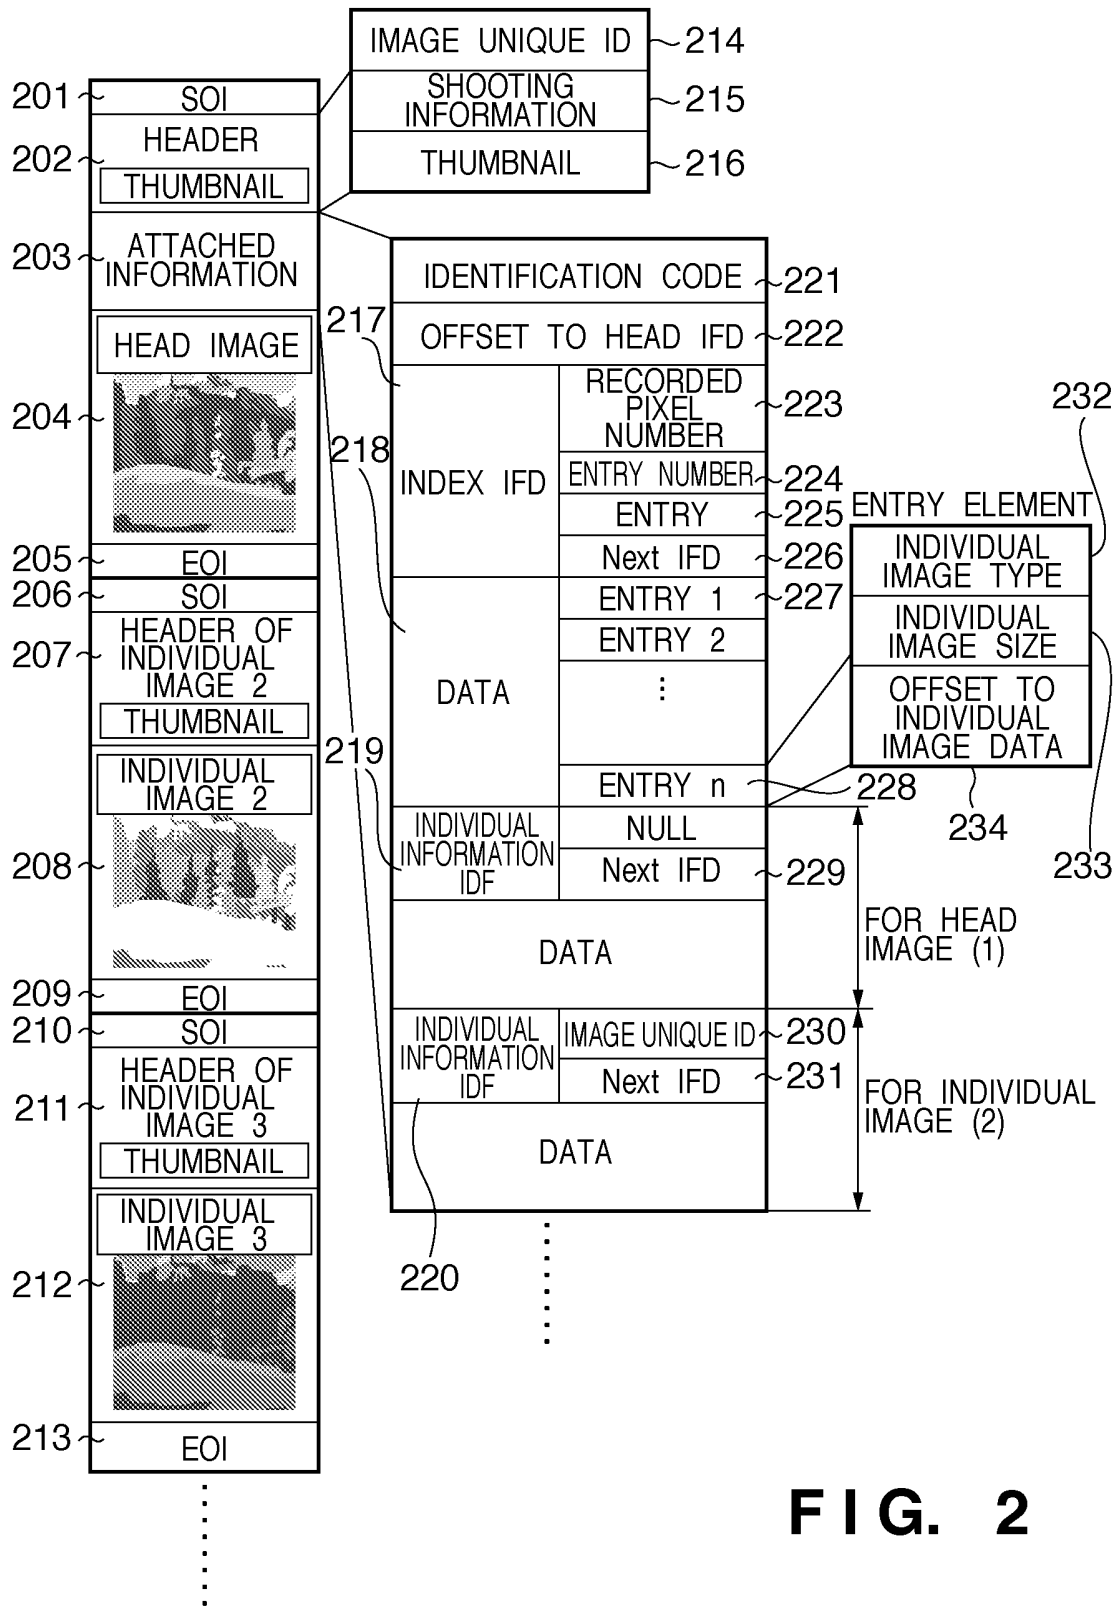 201
SOI
202
HEADER
THUMBNAIL
203
ATTACHED
INFORMATION
HEAD IMAGE
204
205
EOI
206
SOI
207
HEADER OF
INDIVIDUAL
IMAGE 2
THUMBNAIL
INDIVIDUAL
IMAGE 2
208
209
EOI
210
SOI
211
HEADER OF
INDIVIDUAL
IMAGE 3
THUMBNAIL
INDIVIDUAL
IMAGE 3
212
213
EOI
IMAGE UNIQUE ID
214
SHOOTING
INFORMATION
215
THUMBNAIL
216
IDENTIFICATION CODE
221
217
OFFSET TO HEAD IFD
222
218
INDEX IFD
RECORDED
PIXEL
NUMBER
223
ENTRY NUMBER
224
ENTRY
225
Next IFD
226
DATA
ENTRY 1
227
ENTRY 2
ENTRY n
228
219
INDIVIDUAL
INFORMATION
IDF
NULL
Next IFD
229
DATA
FOR HEAD
IMAGE (1)
INDIVIDUAL
INFORMATION
IDF
IMAGE UNIQUE ID
230
Next IFD
231
DATA
220
FOR INDIVIDUAL
IMAGE (2)
232
ENTRY ELEMENT
INDIVIDUAL
IMAGE TYPE
INDIVIDUAL
IMAGE SIZE
OFFSET TO
INDIVIDUAL
IMAGE DATA
234
233
FIG. 2